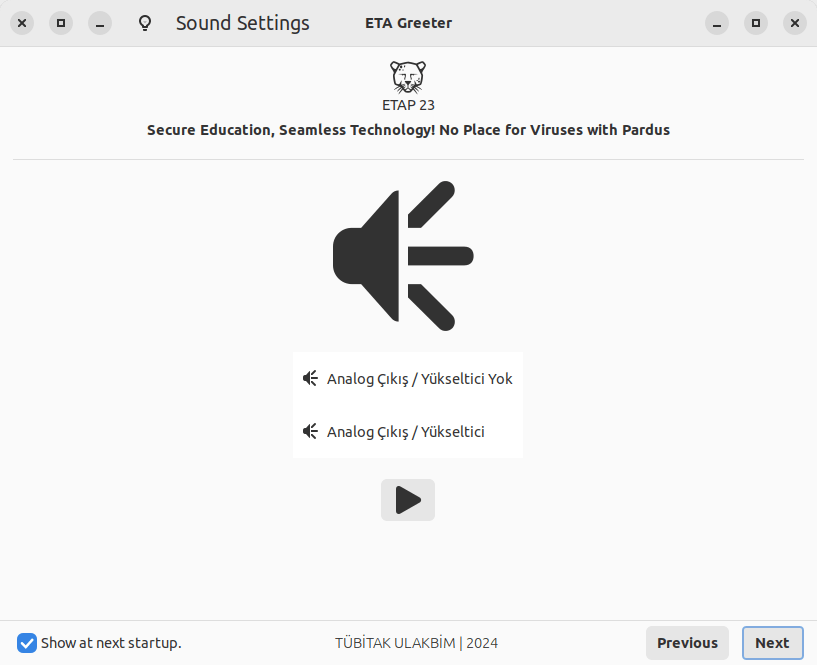 Sound Settings
ETA Greeter
ETAP 23
Secure Education, Seamless Technology! No Place for Viruses with Pardus
Analog Çıkış / Yükseltici Yok
Analog Çıkış / Yükseltici
Show at next startup.
TÜBİTAK ULAKBİM | 2024
Previous
Next